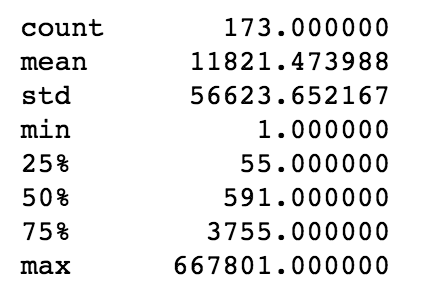 count 173.000000
mean 11821.473988
std 56623.652167
min 1.000000
25% 55.000000
50% 591.000000
75% 3755.000000
max 667801.000000